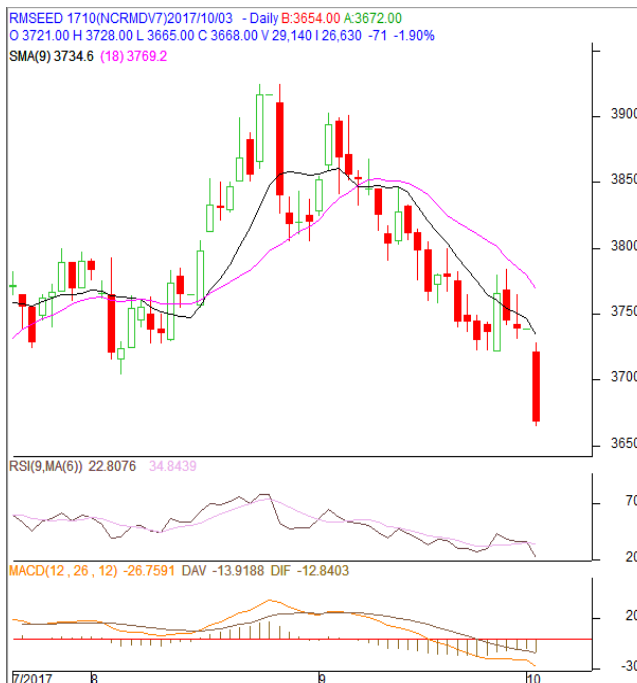 RMSEED 1710(NCRMDV7)2017/10/03 - Daily B:3654.00 A:3672.00
O 3721.00 H 3728.00 L 3665.00 C 3668.00 V 29,140 I 26,630 -71 -1.90%
SMA(9) 3734.6 (18) 3769.2
3900
3850
3800
3750
3700
3650
RSI(9,MA(6)) 22.8076 34.8439
70
20
MACD(12 , 26 , 12) -26.7591 DAV -13.9188 DIF -12.8403
20
-30
7/2017 8 9 10